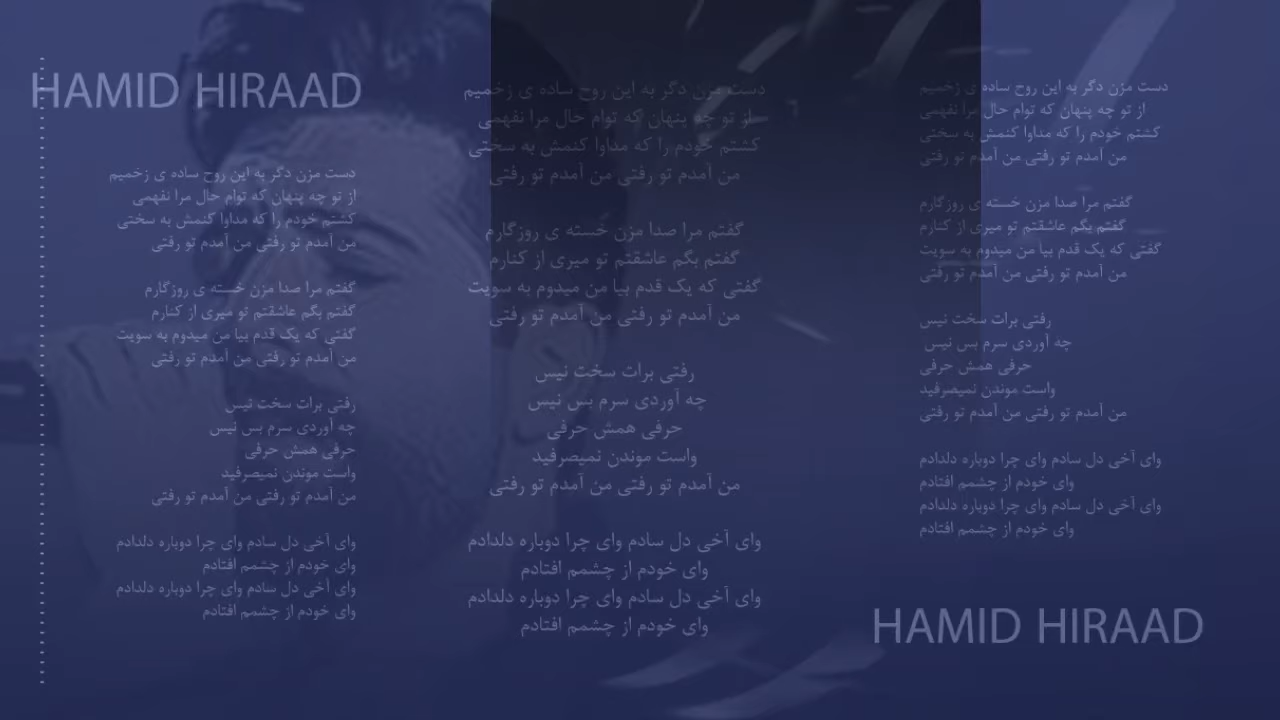 HAMID HIRAAD
دست مزن دگر به این روح ساده ی زخمیم
از تو چه پنهان که توام حال مرا نفهمی
کشتم خودم را که مداوا کنمش به سختی
من آمدم تو رفتی من آمدم تو رفتی
گفتم مرا صدا مزن خسته ی روزگارم
گفتم بگم عاشقتم تو میری از کنارم
گفتی که یک قدم بیا من میدوم به سویت
من آمدم تو رفتی من آمدم تو رفتی
رفتی برات سخت نیس
چه آوردی سرم بس نیس
حرفی همش حرفی
واست موندن نمیصرفید
من آمدم تو رفتی من آمدم تو رفتی
وای آخی دل سادم وای چرا دوباره دلدادم
وای خودم از چشمم افتادم
وای آخی دل سادم وای چرا دوباره دلدادم
وای خودم از چشمم افتادم
دست مزن دگر به این روح ساده ی زخمیم
از تو چه پنهان که توام حال مرا نفهمی
کشتم خودم را که مداوا کنمش به سختی
من آمدم تو رفتی من آمدم تو رفتی
گفتم مرا صدا مزن خسته ی روزگارم
گفتم بگم عاشقتم تو میری از کنارم
گفتی که یک قدم بیا من میدوم به سویت
من آمدم تو رفتی من آمدم تو رفتی
رفتی برات سخت نیس
چه آوردی سرم بس نیس
حرفی همش حرفی
واست موندن نمیصرفید
من آمدم تو رفتی من آمدم تو رفتی
وای آخی دل سادم وای چرا دوباره دلدادم
وای خودم از چشمم افتادم
وای آخی دل سادم وای چرا دوباره دلدادم
وای خودم از چشمم افتادم
دست مزن دگر به این روح ساده ی زخمیم
از تو چه پنهان که توام حال مرا نفهمی
کشتم خودم را که مداوا کنمش به سختی
من آمدم تو رفتی من آمدم تو رفتی
گفتم مرا صدا مزن خسته ی روزگارم
گفتم بگم عاشقتم تو میری از کنارم
گفتی که یک قدم بیا من میدوم به سویت
من آمدم تو رفتی من آمدم تو رفتی
رفتی برات سخت نیس
چه آوردی سرم بس نیس
حرفی همش حرفی
واست موندن نمیصرفید
من آمدم تو رفتی من آمدم تو رفتی
وای آخی دل سادم وای چرا دوباره دلدادم
وای خودم از چشمم افتادم
وای آخی دل سادم وای چرا دوباره دلدادم
وای خودم از چشمم افتادم
HAMID HIRAAD